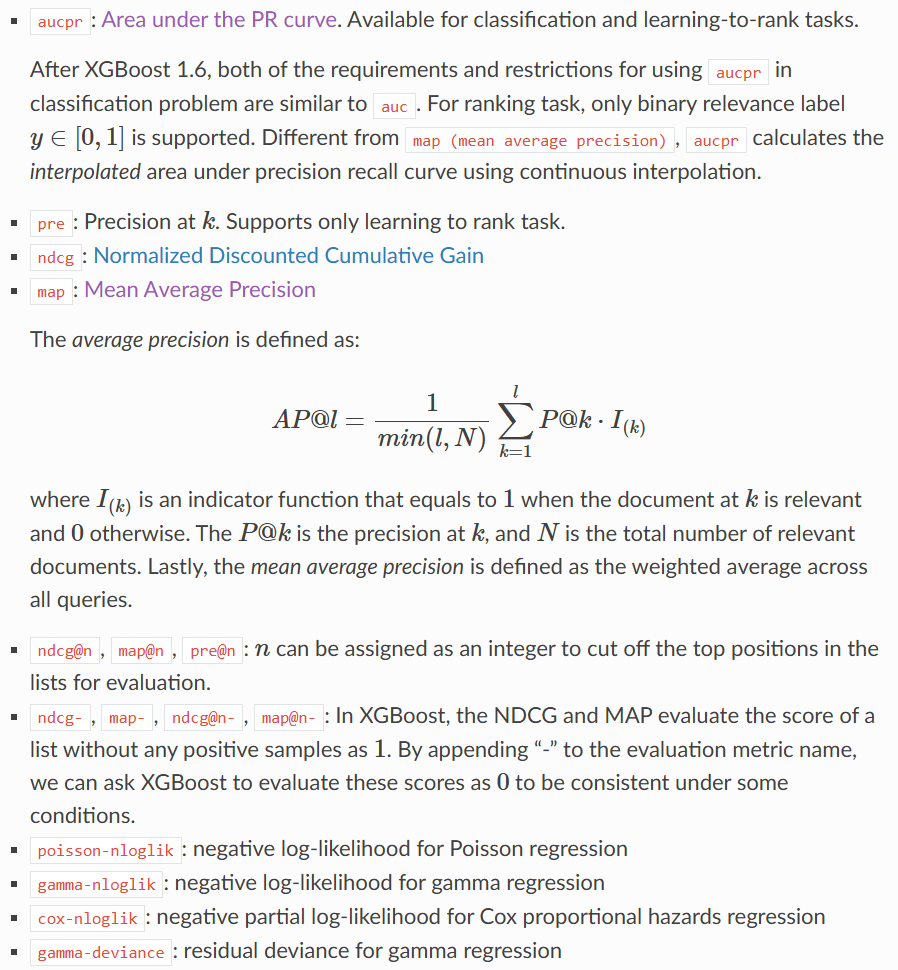 ▪ aucpr: Area under the PR curve. Available for classification and learning-to-rank tasks.
After XGBoost 1.6, both of the requirements and restrictions for using aucpr in
classification problem are similar to auc. For ranking task, only binary relevance label
y ∈ [0, 1] is supported. Different from map (mean average precision), aucpr calculates the
interpolated area under precision recall curve using continuous interpolation.
▪ pre: Precision at k. Supports only learning to rank task.
▪ ndcg: Normalized Discounted Cumulative Gain
▪ map: Mean Average Precision
The average precision is defined as:
AP@l = \frac{1}{min(l, N)} \sum_{k=1}^{l} P@k · I_{(k)}
where I_{(k)} is an indicator function that equals to 1 when the document at k is relevant
and 0 otherwise. The P@k is the precision at k, and N is the total number of relevant
documents. Lastly, the mean average precision is defined as the weighted average across
all queries.
▪ ndcg@n, map@n, pre@n: n can be assigned as an integer to cut off the top positions in the
lists for evaluation.
▪ ndcg-, map-, ndcg@n-, map@n-: In XGBoost, the NDCG and MAP evaluate the score of a
list without any positive samples as 1. By appending “-” to the evaluation metric name,
we can ask XGBoost to evaluate these scores as 0 to be consistent under some
conditions.
▪ poisson-nloglik: negative log-likelihood for Poisson regression
▪ gamma-nloglik: negative log-likelihood for gamma regression
▪ cox-nloglik: negative partial log-likelihood for Cox proportional hazards regression
▪ gamma-deviance: residual deviance for gamma regression